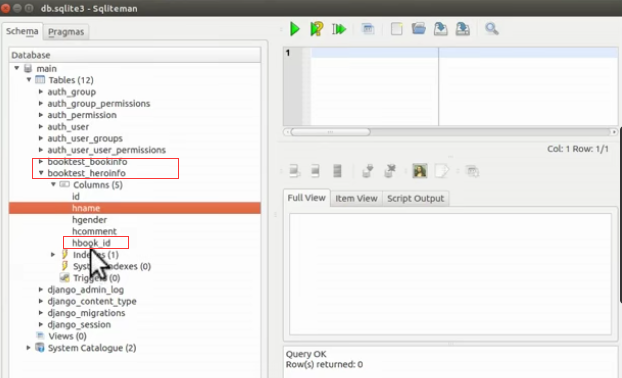 db.sqlite3 - Sqliteman
Schema Pragmas
Database
main
Tables (12)
auth_group
auth_group_permissions
auth_permission
auth_user
auth_user_groups
auth_user_user_permissions
booktest_bookinfo
booktest_heroinfo
Columns (5)
id
hname
hgender
hcomment
hbook_id
Indexes (1)
System Indexes (0)
Triggers (0)
django_admin_log
django_content_type
django_migrations
django_session
Views (0)
System Catalogue (2)
1
Col: 1 Row: 1/1
Full View Item View Script Output
Query OK
Row(s) returned: 0